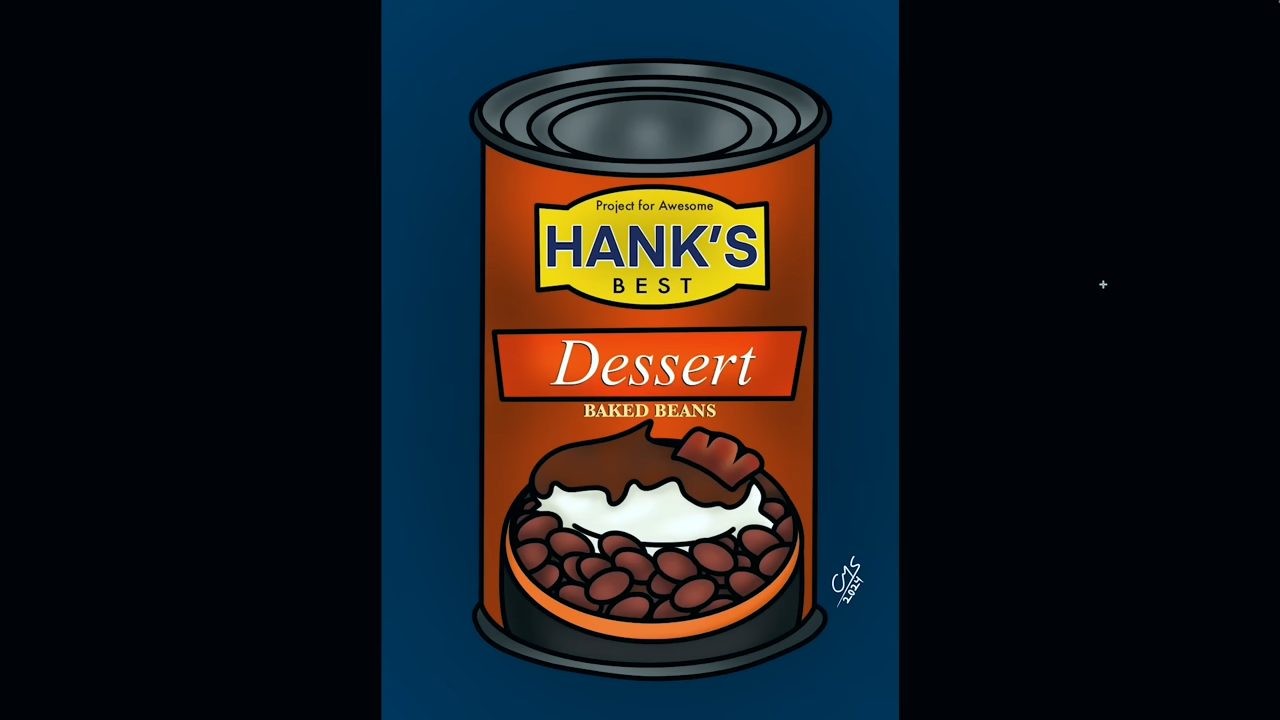 Project for Awesome
HANK'S
BEST
Dessert
BAKED BEANS
CMS
2024